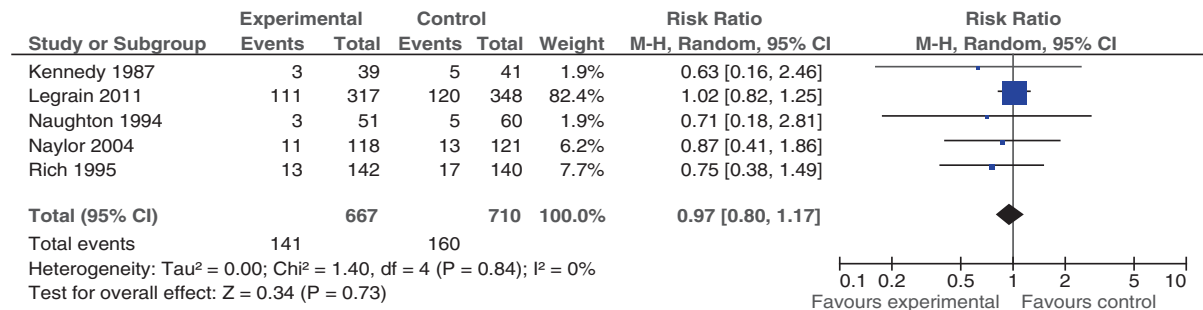 Experimental Control Risk Ratio Risk Ratio
Study or Subgroup Events Total Events Total Weight M-H, Random, 95% CI M-H, Random, 95% CI
Kennedy 1987 3 39 5 41 1.9% 0.63 [0.16, 2.46]
Legrain 2011 111 317 120 348 82.4% 1.02 [0.82, 1.25]
Naughton 1994 3 51 5 60 1.9% 0.71 [0.18, 2.81]
Naylor 2004 11 118 13 121 6.2% 0.87 [0.41, 1.86]
Rich 1995 13 142 17 140 7.7% 0.75 [0.38, 1.49]
Total (95% CI) 667 710 100.0% 0.97 [0.80, 1.17]
Total events 141 160
Heterogeneity: Tau² = 0.00; Chi² = 1.40, df = 4 (P = 0.84); I² = 0%
Test for overall effect: Z = 0.34 (P = 0.73)
0.1 0.2 0.5 1 2 5 10
Favours experimental Favours control